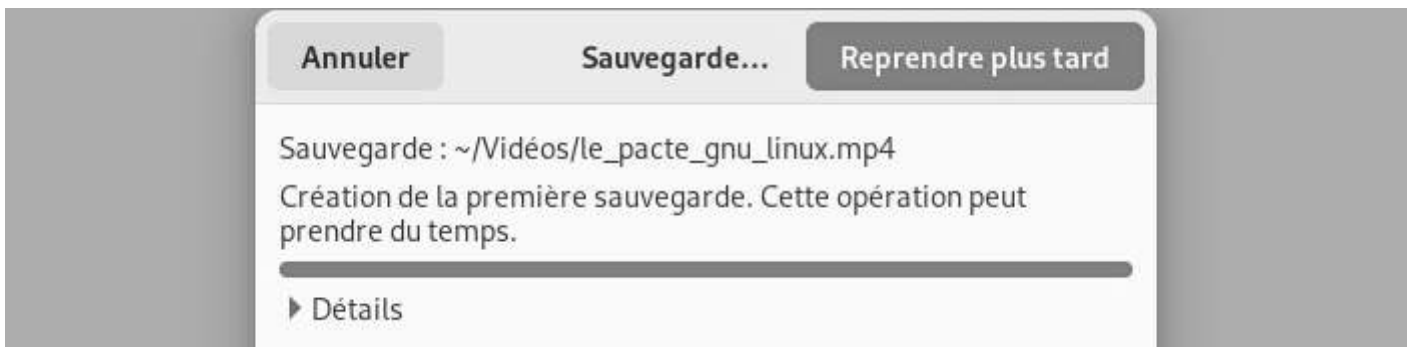 Annuler Sauvegarde... Reprendre plus tard
Sauvegarde : ~/Vidéos/le_pacte_gnu_linux.mp4
Création de la première sauvegarde. Cette opération peut
prendre du temps.
Détails